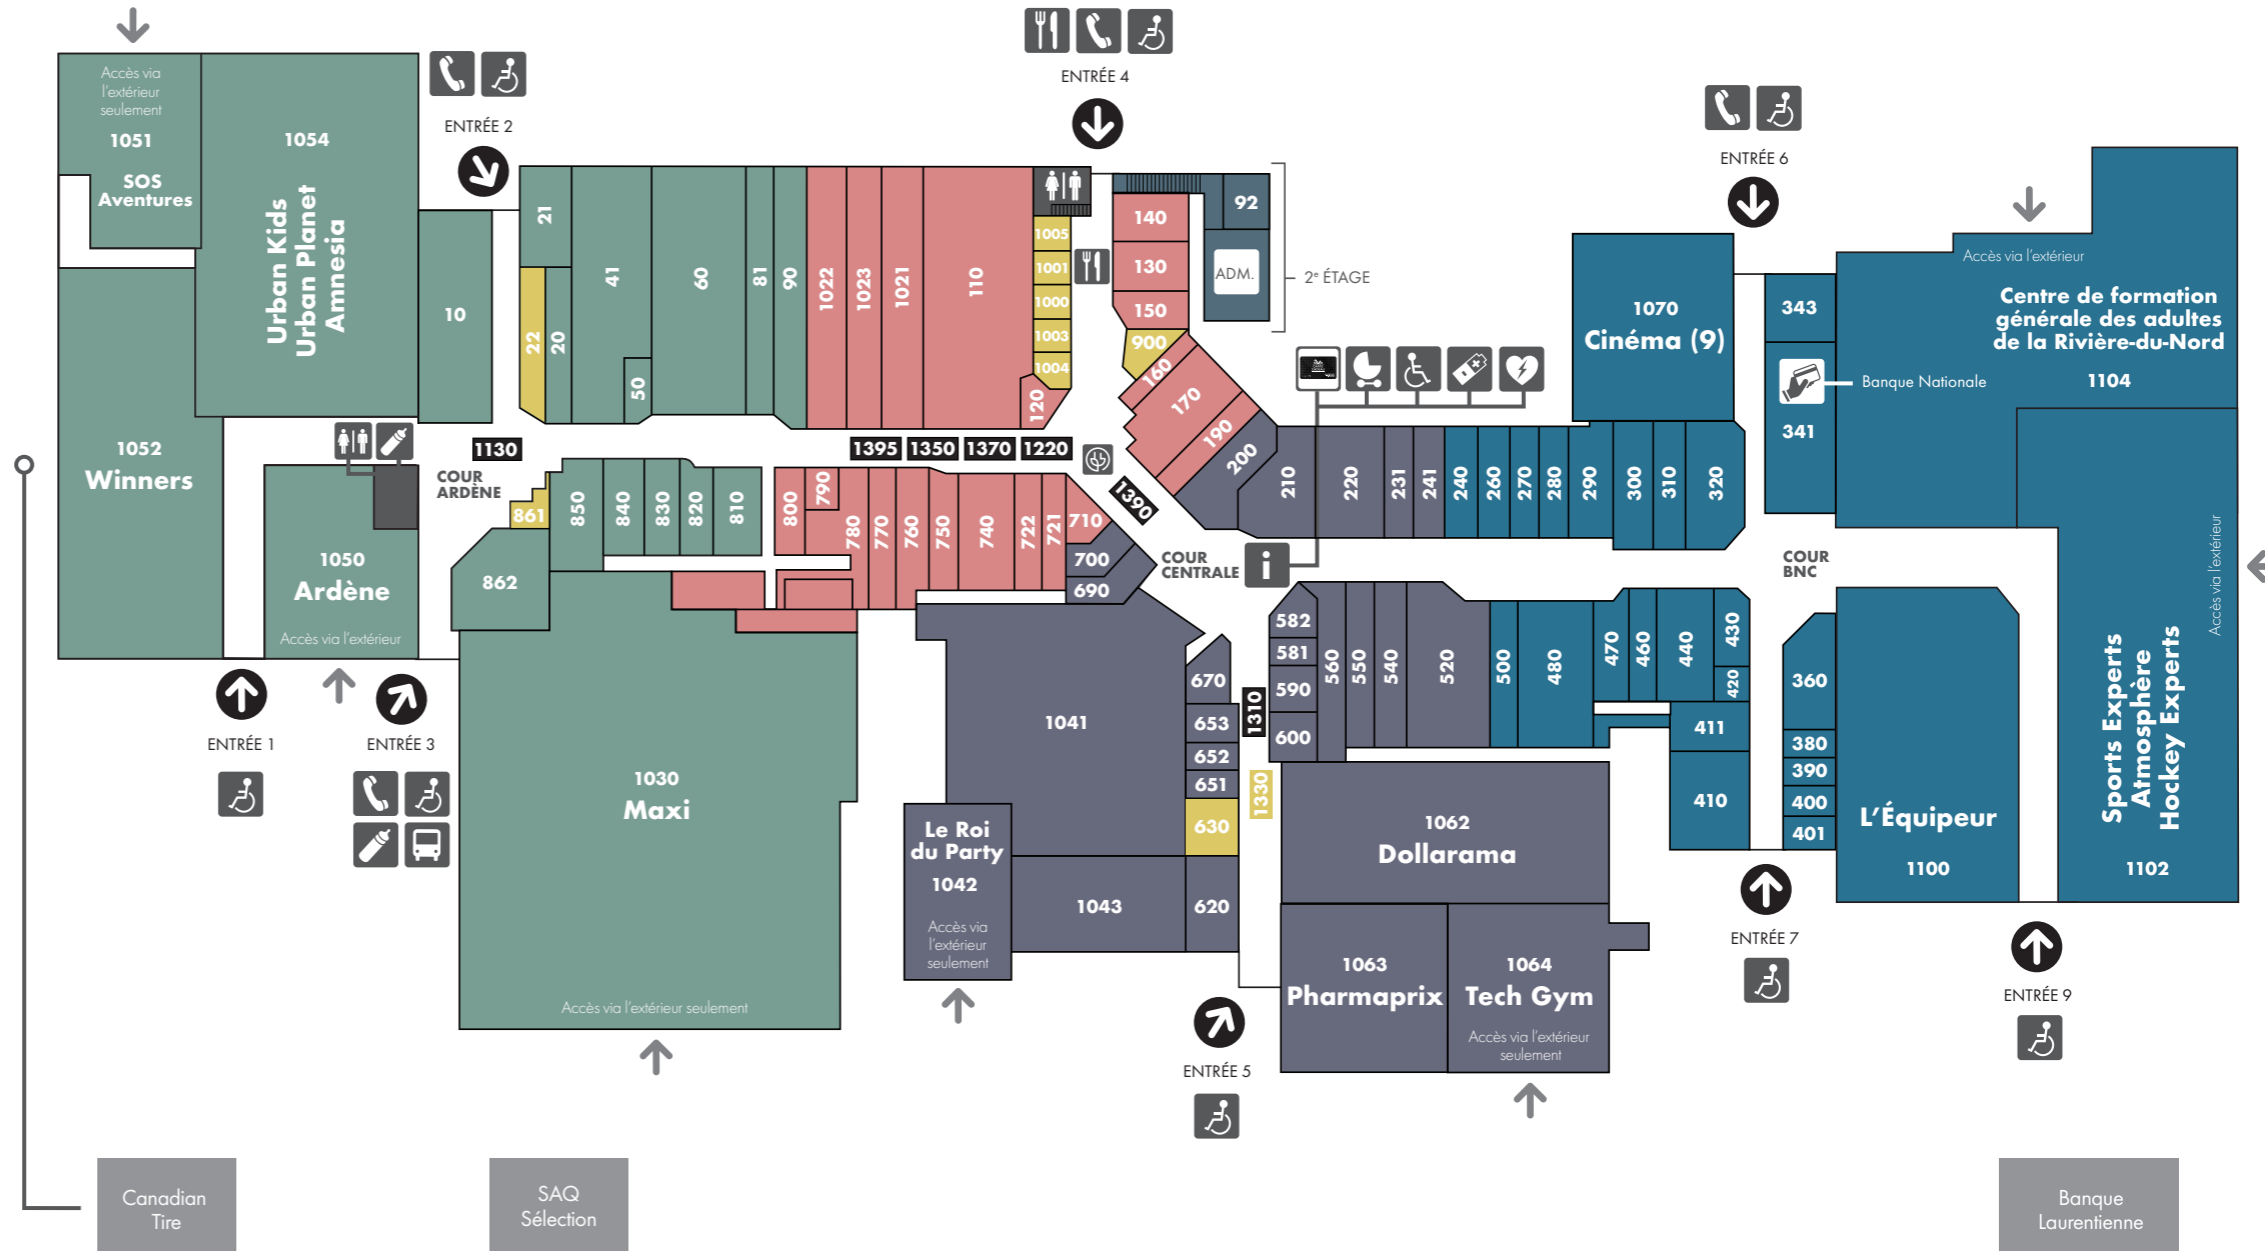 Accès via
l'extérieur
seulement
1051
SOS
Aventures
1054
Urban Kids
Urban Planet
Amnesia
ENTRÉE 2
ENTRÉE 4
ENTRÉE 6
10
21
22
20
41
50
60
81
90
1022
1023
1021
110
1005
1001
1000
1003
1004
120
140
130
150
900
160
170
190
200
92
ADM.
2e ÉTAGE
1070
Cinéma (9)
343
341
Banque Nationale
Accès via l'extérieur
Centre de formation
générale des adultes
de la Rivière-du-Nord
1104
1052
Winners
1050
Ardène
Accès via l'extérieur
COUR
ARDÈNE
1130
1395
1350
1370
1220
1390
210
220
231
241
240
260
270
280
290
300
310
320
861
862
850
840
830
820
810
800
790
780
770
760
750
740
722
721
710
700
690
COUR
CENTRALE
i
COUR
BNC
Accès via l'extérieur
ENTRÉE 1
ENTRÉE 3
1030
Maxi
Accès via l'extérieur seulement
1041
Le Roi
du Party
1042
Accès via
l'extérieur
seulement
1043
670
653
652
651
630
620
1310
1330
582
581
590
600
560
550
540
520
500
480
470
460
440
430
420
411
410
360
380
390
400
401
1062
Dollarama
1063
Pharmaprix
1064
Tech Gym
Accès via l'extérieur
seulement
L'Équipeur
1100
Sports Experts
Atmosphère
Hockey Experts
1102
ENTRÉE 5
ENTRÉE 7
ENTRÉE 9
Canadian
Tire
SAQ
Sélection
Banque
Laurentienne